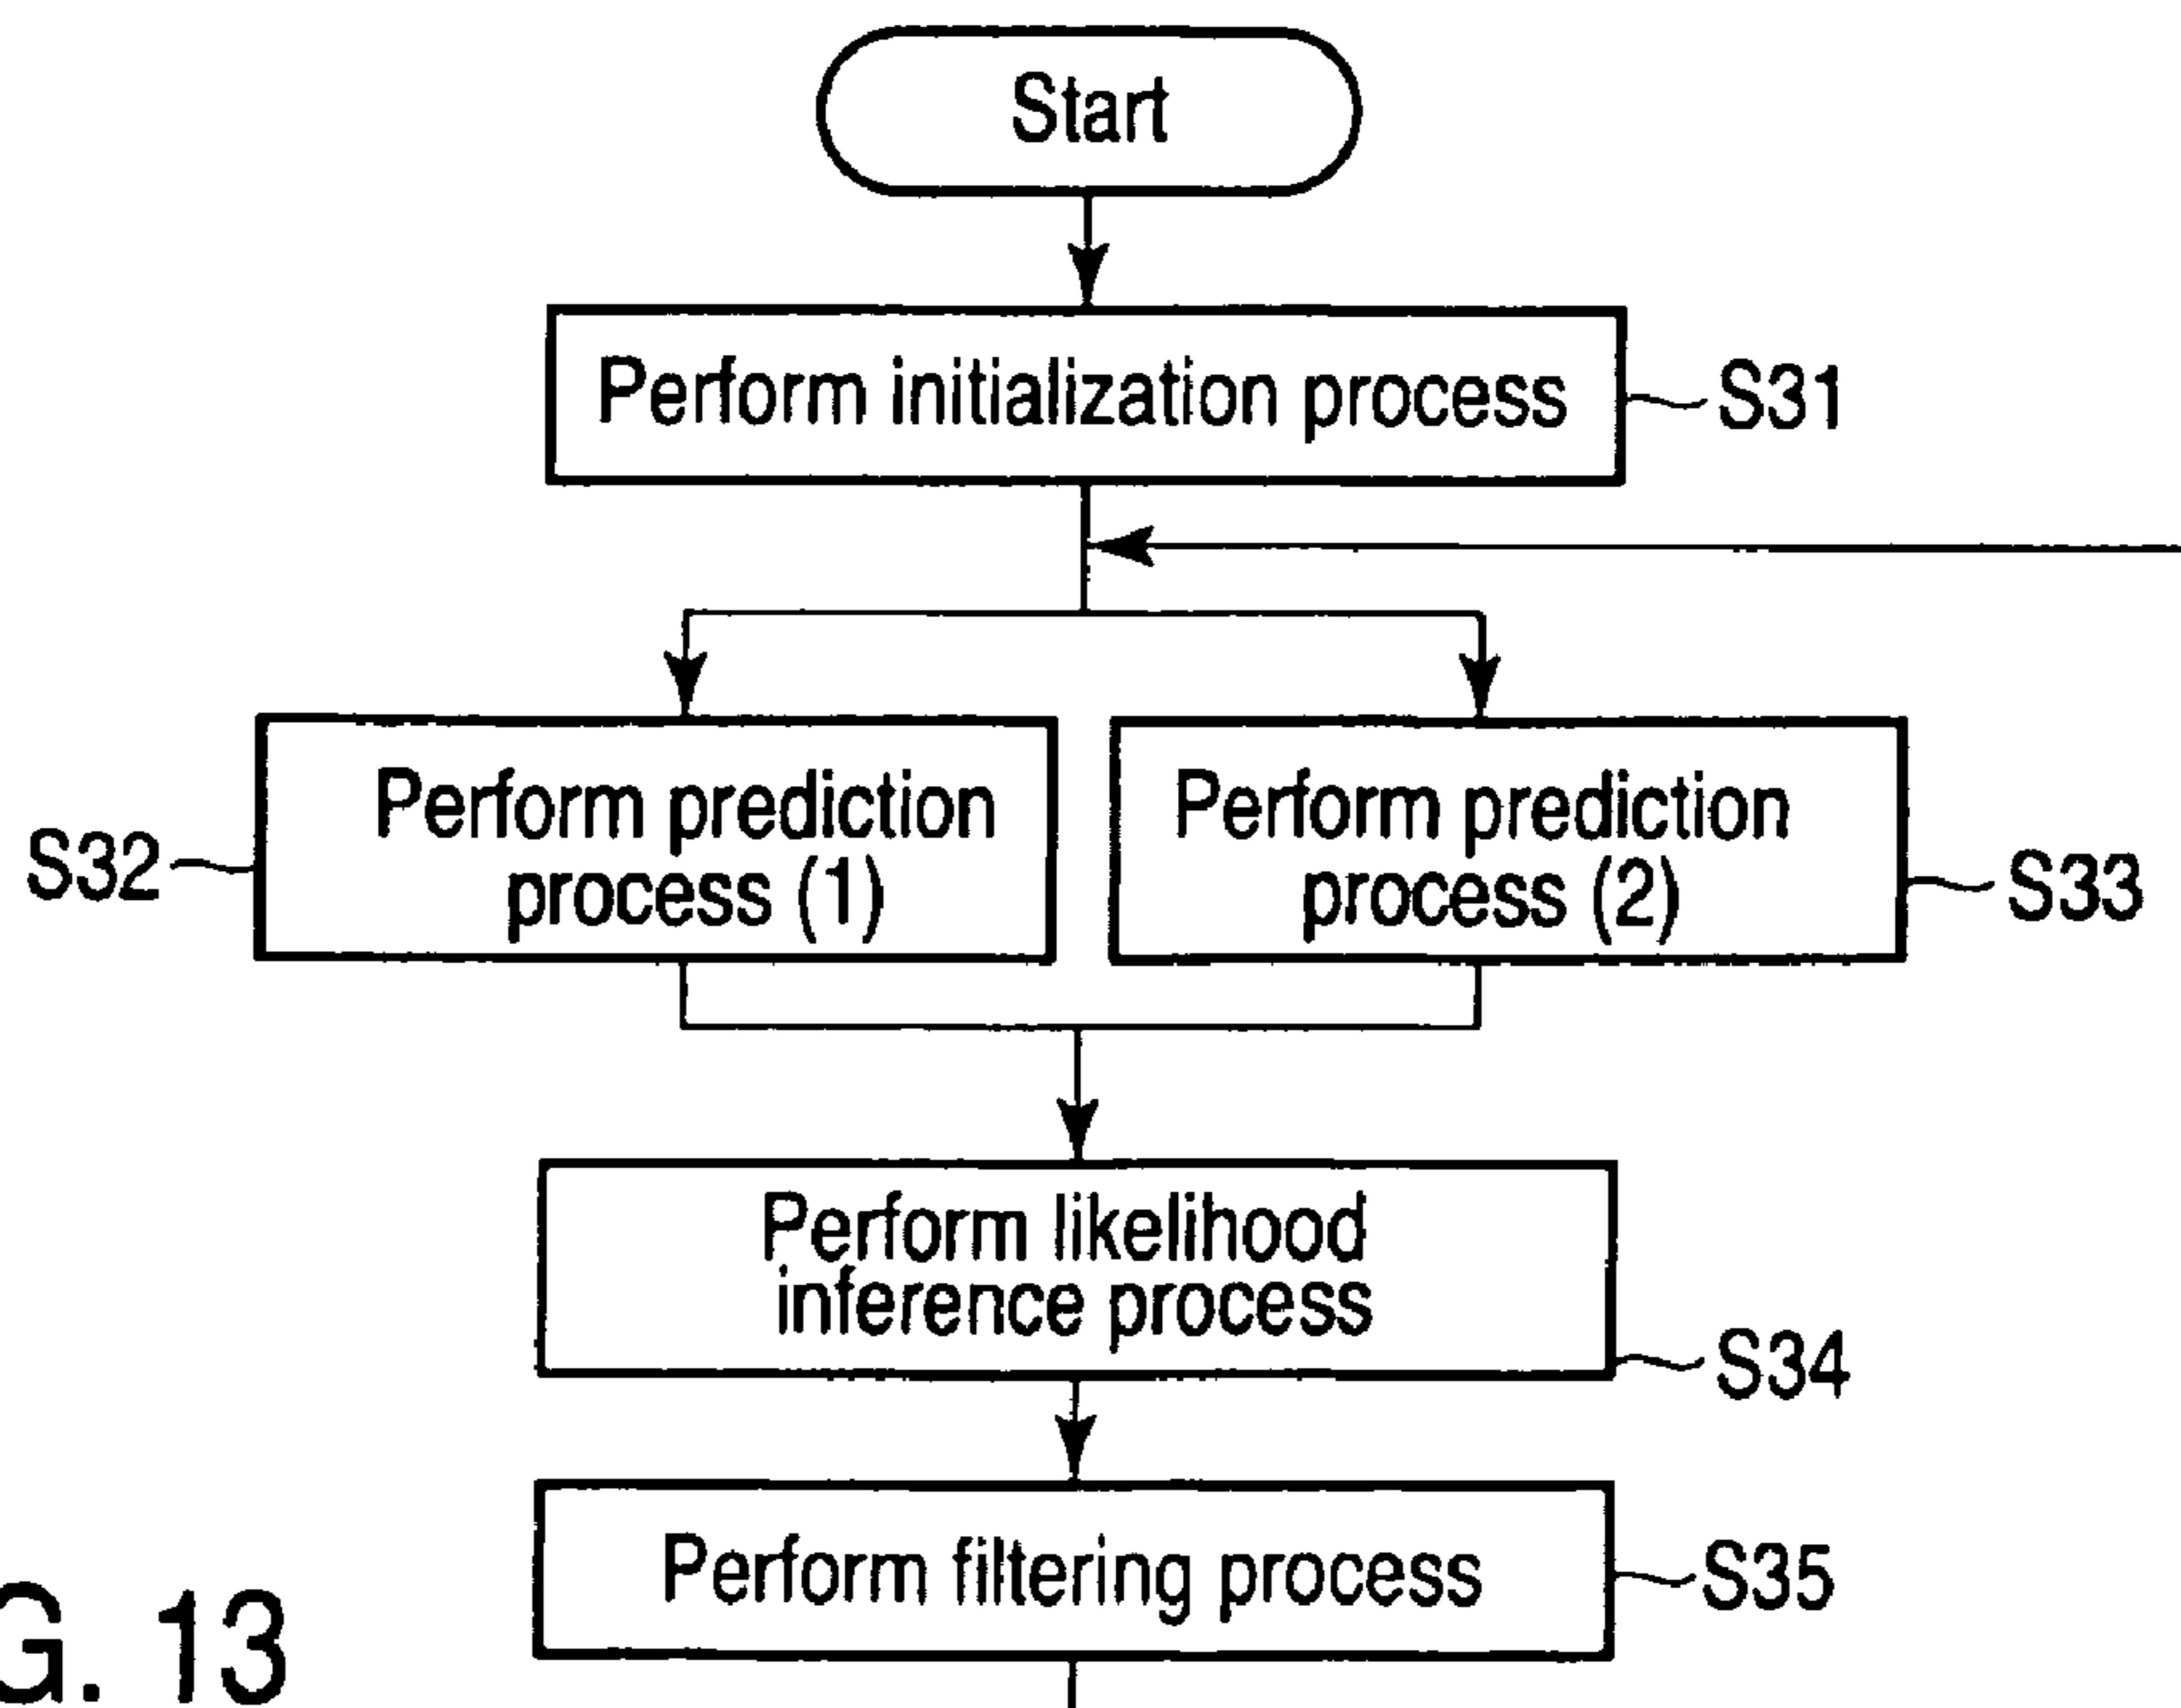 Start
Perform initialization process
S31
Perform prediction
process (1)
S32
Perform prediction
process (2)
S33
Perform likelihood
inference process
S34
Perform filtering process
S35
G. 13